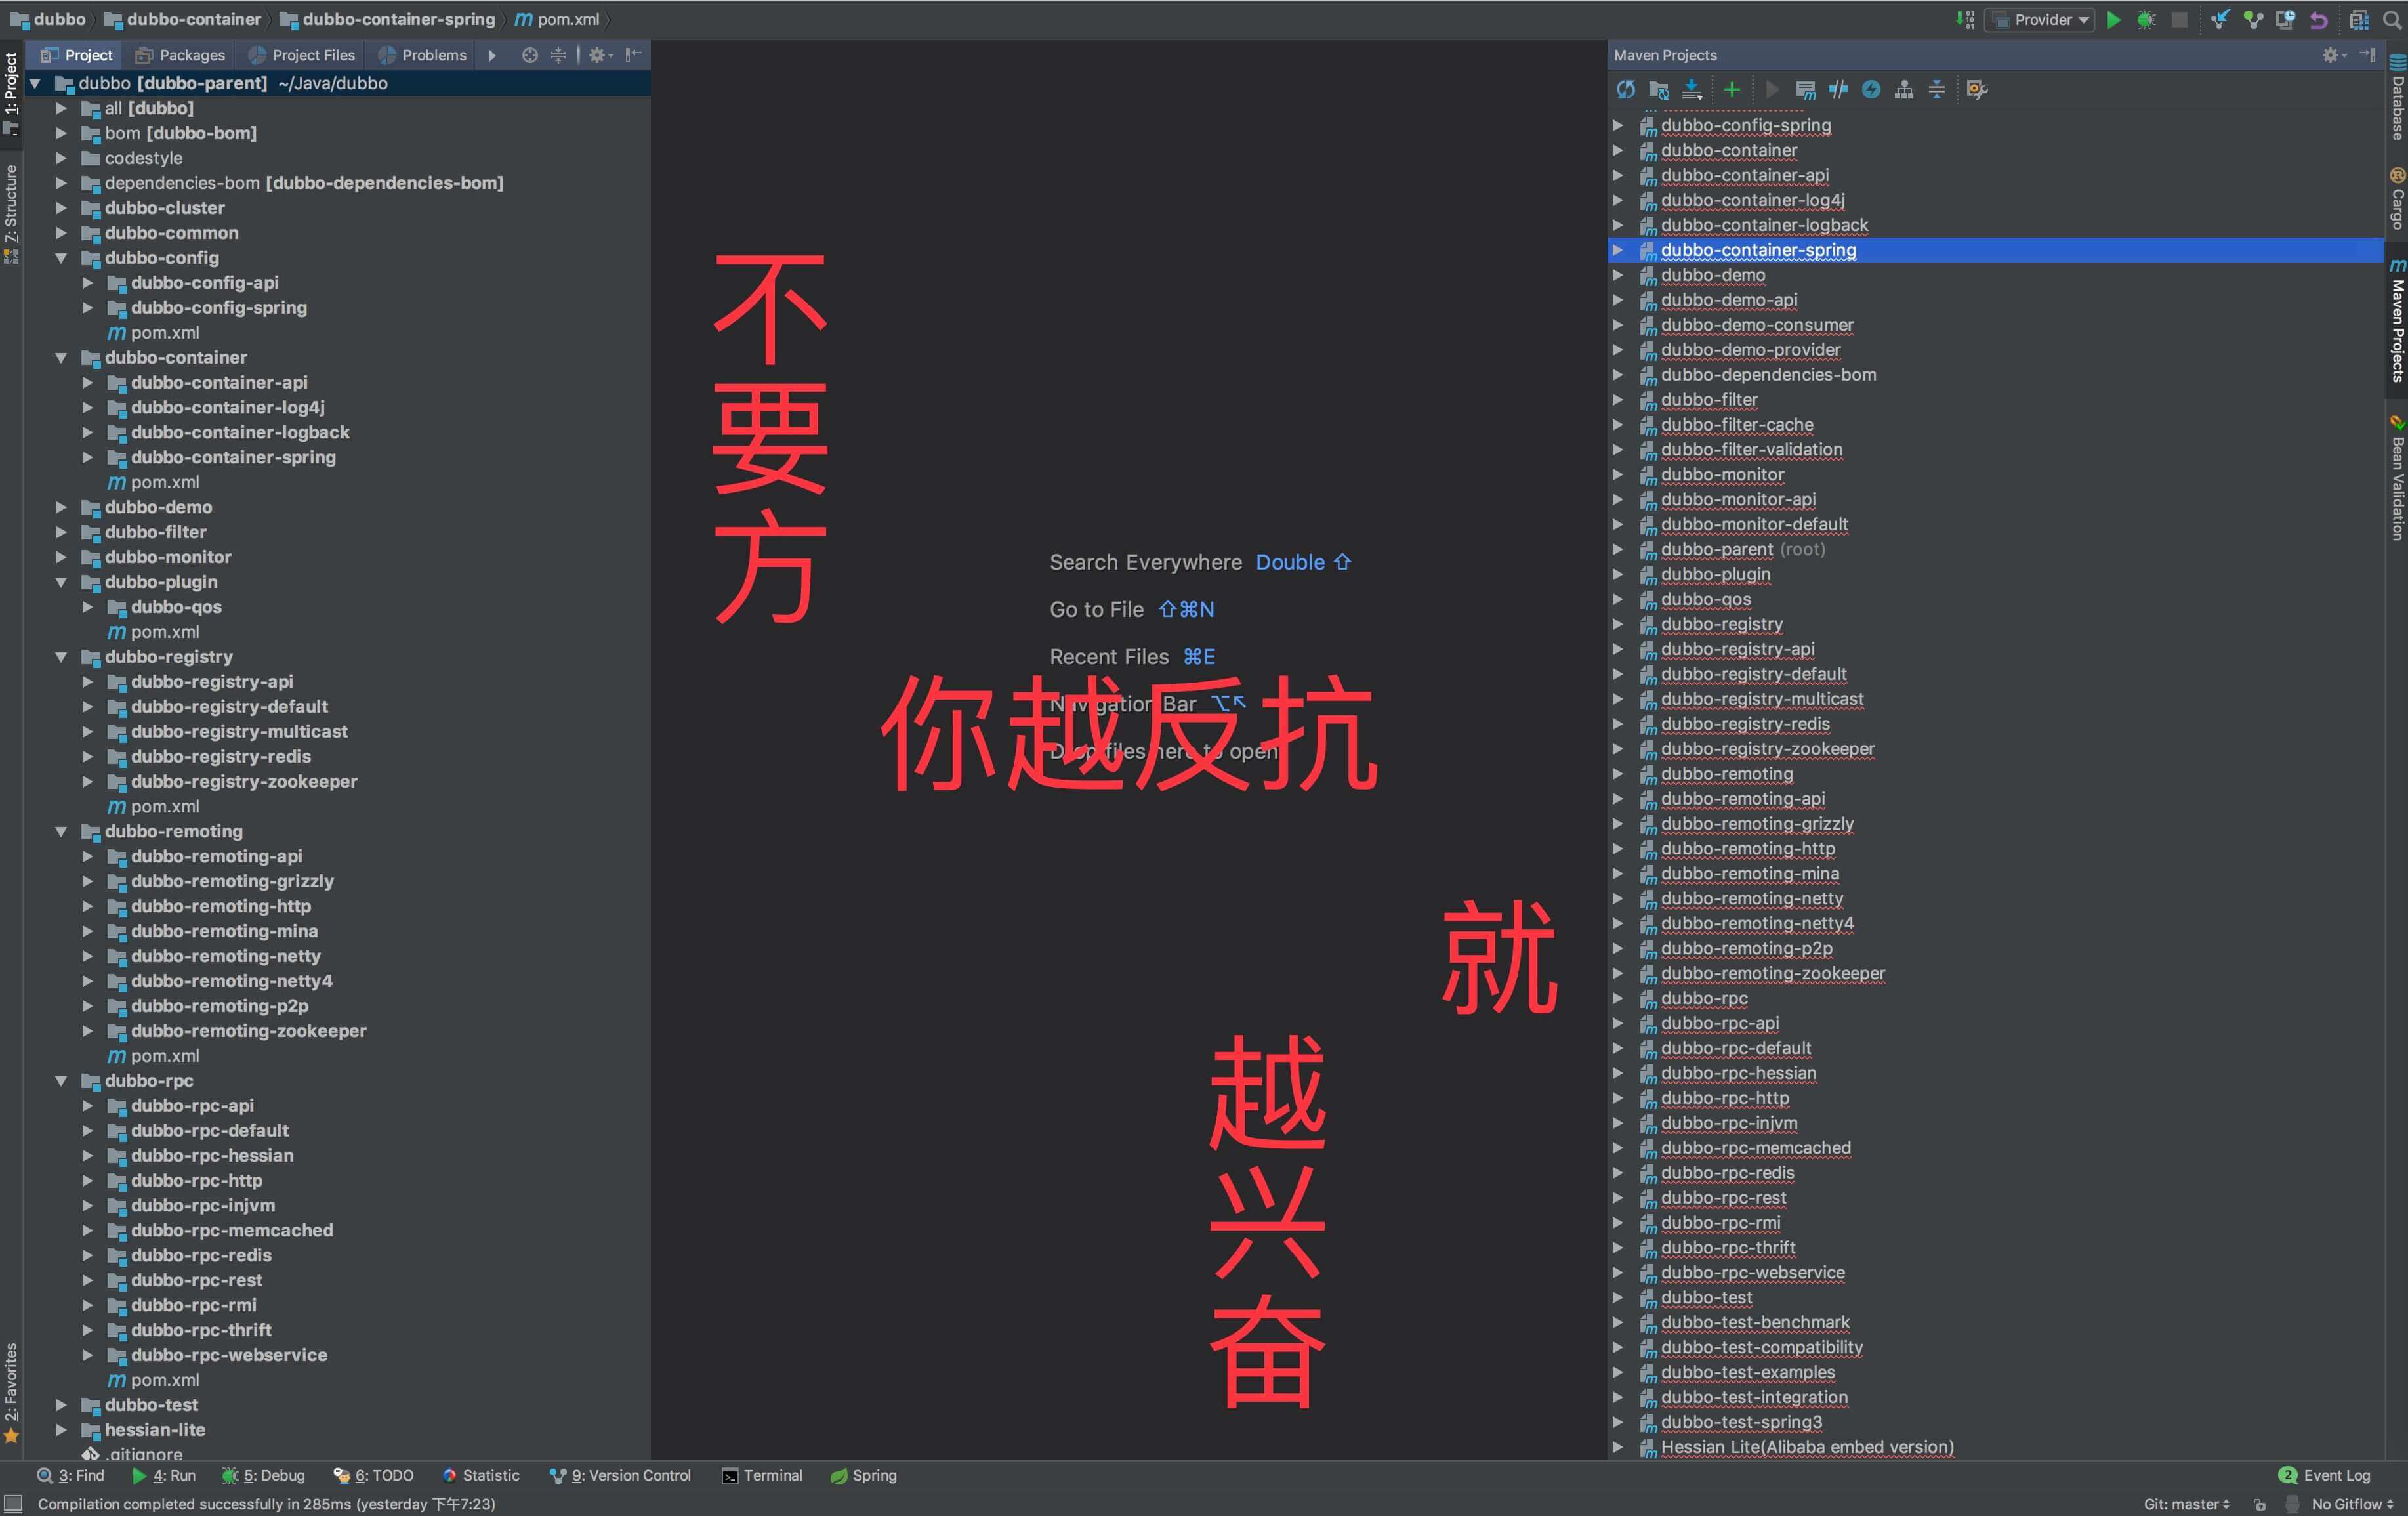 dubbo dubbo-container dubbo-container-spring m pom.xml
Provider
Project Packages Project Files Problems
dubbo [dubbo-parent] ~/Java/dubbo
all [dubbo]
bom [dubbo-bom]
codestyle
dependencies-bom [dubbo-dependencies-bom]
dubbo-cluster
dubbo-common
dubbo-config
dubbo-config-api
dubbo-config-spring
m pom.xml
dubbo-container
dubbo-container-api
dubbo-container-log4j
dubbo-container-logback
dubbo-container-spring
m pom.xml
dubbo-demo
dubbo-filter
dubbo-monitor
dubbo-plugin
dubbo-qos
m pom.xml
dubbo-registry
dubbo-registry-api
dubbo-registry-default
dubbo-registry-multicast
dubbo-registry-redis
dubbo-registry-zookeeper
m pom.xml
dubbo-remoting
dubbo-remoting-api
dubbo-remoting-grizzly
dubbo-remoting-http
dubbo-remoting-mina
dubbo-remoting-netty
dubbo-remoting-netty4
dubbo-remoting-p2p
dubbo-remoting-zookeeper
m pom.xml
dubbo-rpc
dubbo-rpc-api
dubbo-rpc-default
dubbo-rpc-hessian
dubbo-rpc-http
dubbo-rpc-injvm
dubbo-rpc-memcached
dubbo-rpc-redis
dubbo-rpc-rest
dubbo-rpc-rmi
dubbo-rpc-thrift
dubbo-rpc-webservice
m pom.xml
dubbo-test
hessian-lite
.gitignore
1: Project
7: Structure
2: Favorites
不要方
Search Everywhere Double ⇧
Go to File ⇧⌘N
Recent Files ⌘E
Navigation Bar ⌥↖
Drop files here to open
你越反抗
就
越兴奋
Maven Projects
dubbo-config-spring
dubbo-container
dubbo-container-api
dubbo-container-log4j
dubbo-container-logback
dubbo-container-spring
dubbo-demo
dubbo-demo-api
dubbo-demo-consumer
dubbo-demo-provider
dubbo-dependencies-bom
dubbo-filter
dubbo-filter-cache
dubbo-filter-validation
dubbo-monitor
dubbo-monitor-api
dubbo-monitor-default
dubbo-parent (root)
dubbo-plugin
dubbo-qos
dubbo-registry
dubbo-registry-api
dubbo-registry-default
dubbo-registry-multicast
dubbo-registry-redis
dubbo-registry-zookeeper
dubbo-remoting
dubbo-remoting-api
dubbo-remoting-grizzly
dubbo-remoting-http
dubbo-remoting-mina
dubbo-remoting-netty
dubbo-remoting-netty4
dubbo-remoting-p2p
dubbo-remoting-zookeeper
dubbo-rpc
dubbo-rpc-api
dubbo-rpc-default
dubbo-rpc-hessian
dubbo-rpc-http
dubbo-rpc-injvm
dubbo-rpc-memcached
dubbo-rpc-redis
dubbo-rpc-rest
dubbo-rpc-rmi
dubbo-rpc-thrift
dubbo-rpc-webservice
dubbo-test
dubbo-test-benchmark
dubbo-test-compatibility
dubbo-test-examples
dubbo-test-integration
dubbo-test-spring3
Hessian Lite(Alibaba embed version)
Database
Cargo
m Maven Projects
Bean Validation
3: Find 4: Run 5: Debug 6: TODO Statistic 9: Version Control Terminal Spring 2 Event Log
Compilation completed successfully in 285ms (yesterday 下午7:23) Git: master No Gitflow